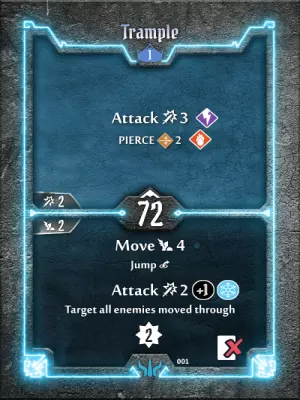 Trample
1
Attack 3
PIERCE 2
2
72
2
Move 4
Jump
Attack 2 +1
Target all enemies moved through
2
001